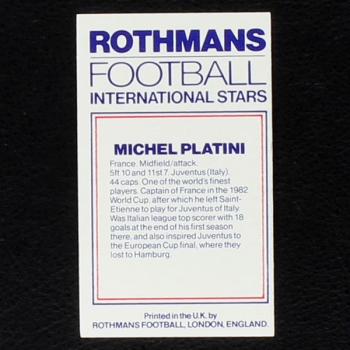 ROTHMANS
FOOTBALL
INTERNATIONAL STARS
MICHEL PLATINI
France. Midfield/attack.
5ft 10 and 11st 7. Juventus (Italy).
44 caps. One of the world's finest
players. Captain of France in the 1982
World Cup, after which he left Saint-
Etienne to play for Juventus of Italy.
Was Italian league top scorer with 18
goals at the end of his first season
there, and also inspired Juventus to
the European Cup final, where they
lost to Hamburg.
Printed in the U.K. by
ROTHMANS FOOTBALL, LONDON, ENGLAND.